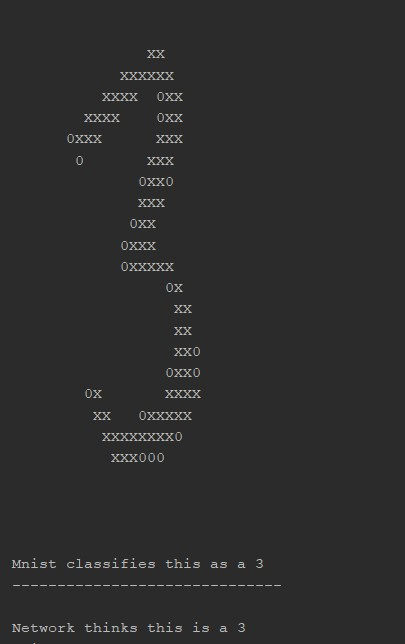 XX
XXXXXX
XXXX  0XX
XXXX    0XX
0XXX      XXX
0       XXX
0XX0
XXX
0XX
0XXX
0XXXXX
0X
XX
XX
XX0
0XX0
0X       XXXX
XX   0XXXXX
XXXXXXXX0
XXX000
Mnist classifies this as a 3
------------------------------
Network thinks this is a 3